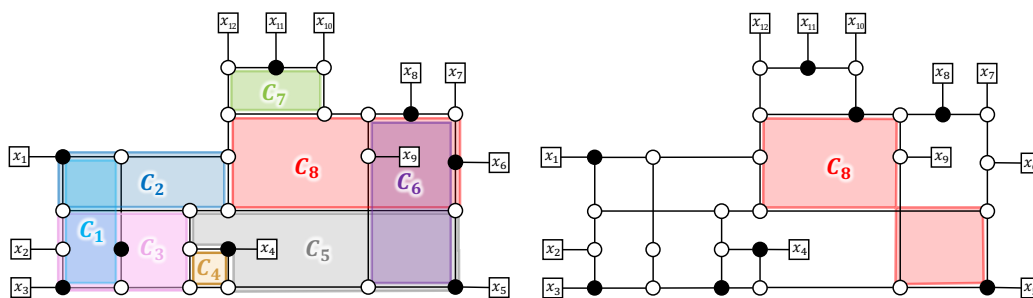 x₁₂ x₁₁ x₁₀ x₁₂ x₁₁ x₁₀
x₈ x₇ x₈ x₇
C₇
x₁ C₂ C₈ x₉ C₆ x₆ x₁ C₈ x₉
C₁ C₃ x₂ x₄ C₅ x₂ x₄
C₄
x₃ x₅ x₃